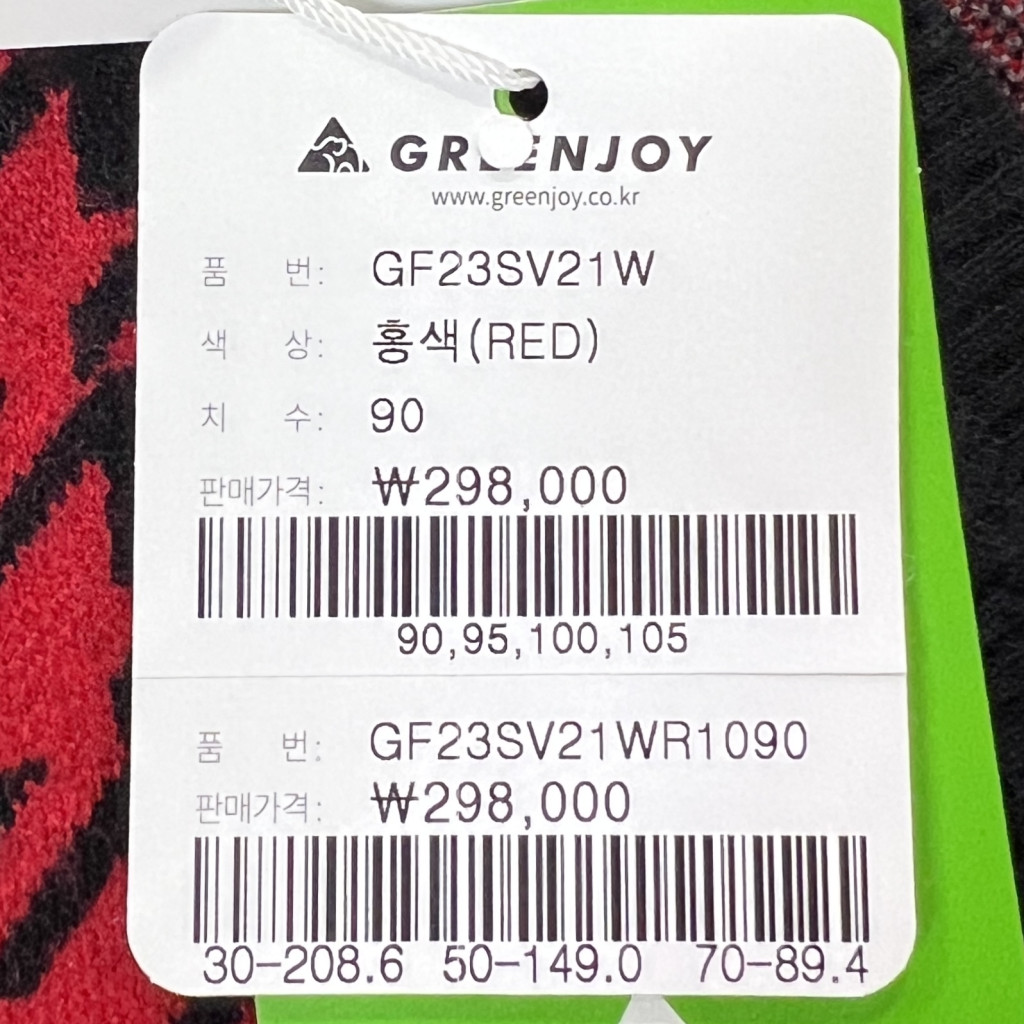 GREENJOY
www.greenjoy.co.kr
품 번: GF23SV21W
색 상: 홍색(RED)
치 수: 90
판매가격: ₩298,000
90,95,100,105
품 번: GF23SV21WR1090
판매가격: ₩298,000
30-208.6 50-149.0 70-89.4